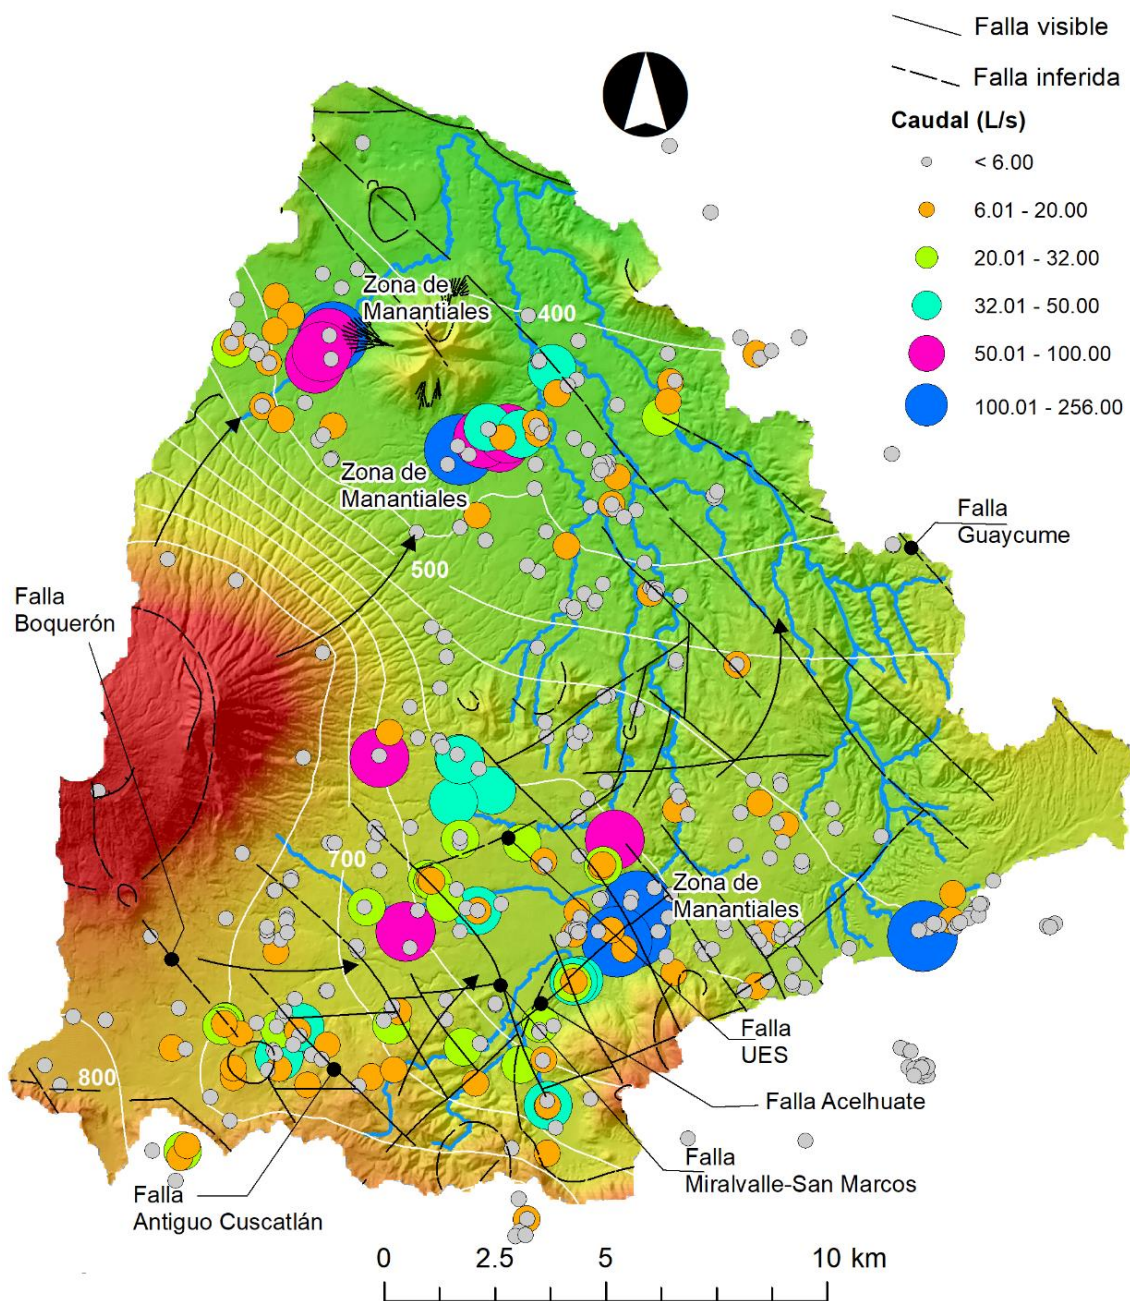 Falla visible
Falla inferida
Caudal (L/s)
< 6.00
6.01 - 20.00
20.01 - 32.00
32.01 - 50.00
50.01 - 100.00
100.01 - 256.00
Zona de
Manantiales
400
Zona de
Manantiales
500
Falla
Guaycume
Falla
Boquerón
700
Zona de
Manantiales
800
Falla
UES
Falla Acelhuate
Falla
Miralvalle-San Marcos
Falla
Antiguo Cuscatlán
0 2.5 5 10 km